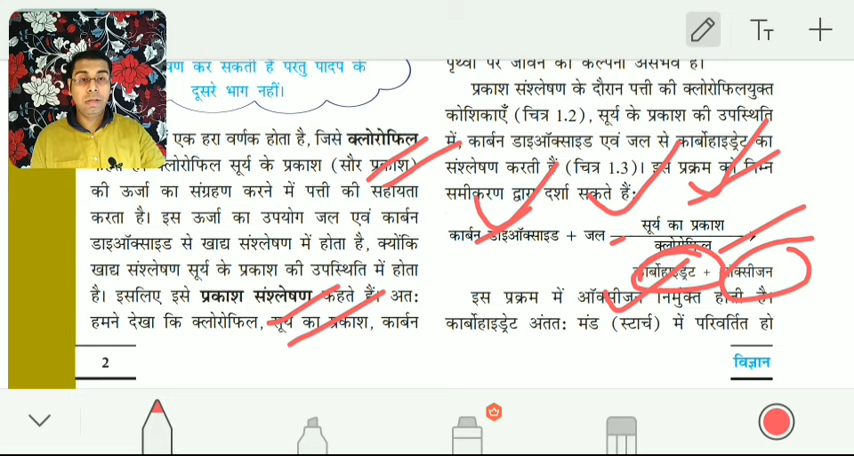 षण कर सकती है परंतु पादप के
दूसरे भाग नहीं।
एक हरा वर्णक होता है, जिसे क्लोरोफिल
क्लोरोफिल सूर्य के प्रकाश (सौर प्रकाश)
की ऊर्जा का संग्रहण करने में पत्ती की सहायता
करता है। इस ऊर्जा का उपयोग जल एवं कार्बन
डाइऑक्साइड से खाद्य संश्लेषण में होता है, क्योंकि
खाद्य संश्लेषण सूर्य के प्रकाश की उपस्थिति में होता
है। इसलिए इसे प्रकाश संश्लेषण कहते हैं। अत:
हमने देखा कि क्लोरोफिल, सूर्य का प्रकाश, कार्बन
2
पृथ्वी पर जीवन की कल्पना असंभव है।
प्रकाश संश्लेषण के दौरान पत्ती की क्लोरोफिलयुक्त
कोशिकाएँ (चित्र 1.2), सूर्य के प्रकाश की उपस्थिति
में, कार्बन डाइऑक्साइड एवं जल से कार्बोहाइड्रेट का
संश्लेषण करती हैं (चित्र 1.3)। इस प्रक्रम को निम्न
समीकरण द्वारा दर्शा सकते हैं:
कार्बन डाइऑक्साइड + जल सूर्य का प्रकाश
क्लोरोफिल
कार्बोहाइड्रेट + ऑक्सीजन
इस प्रक्रम में ऑक्सीजन निर्मुक्त होती है।
कार्बोहाइड्रेट अंतत: मंड (स्टार्च) में परिवर्तित हो
विज्ञान
TT